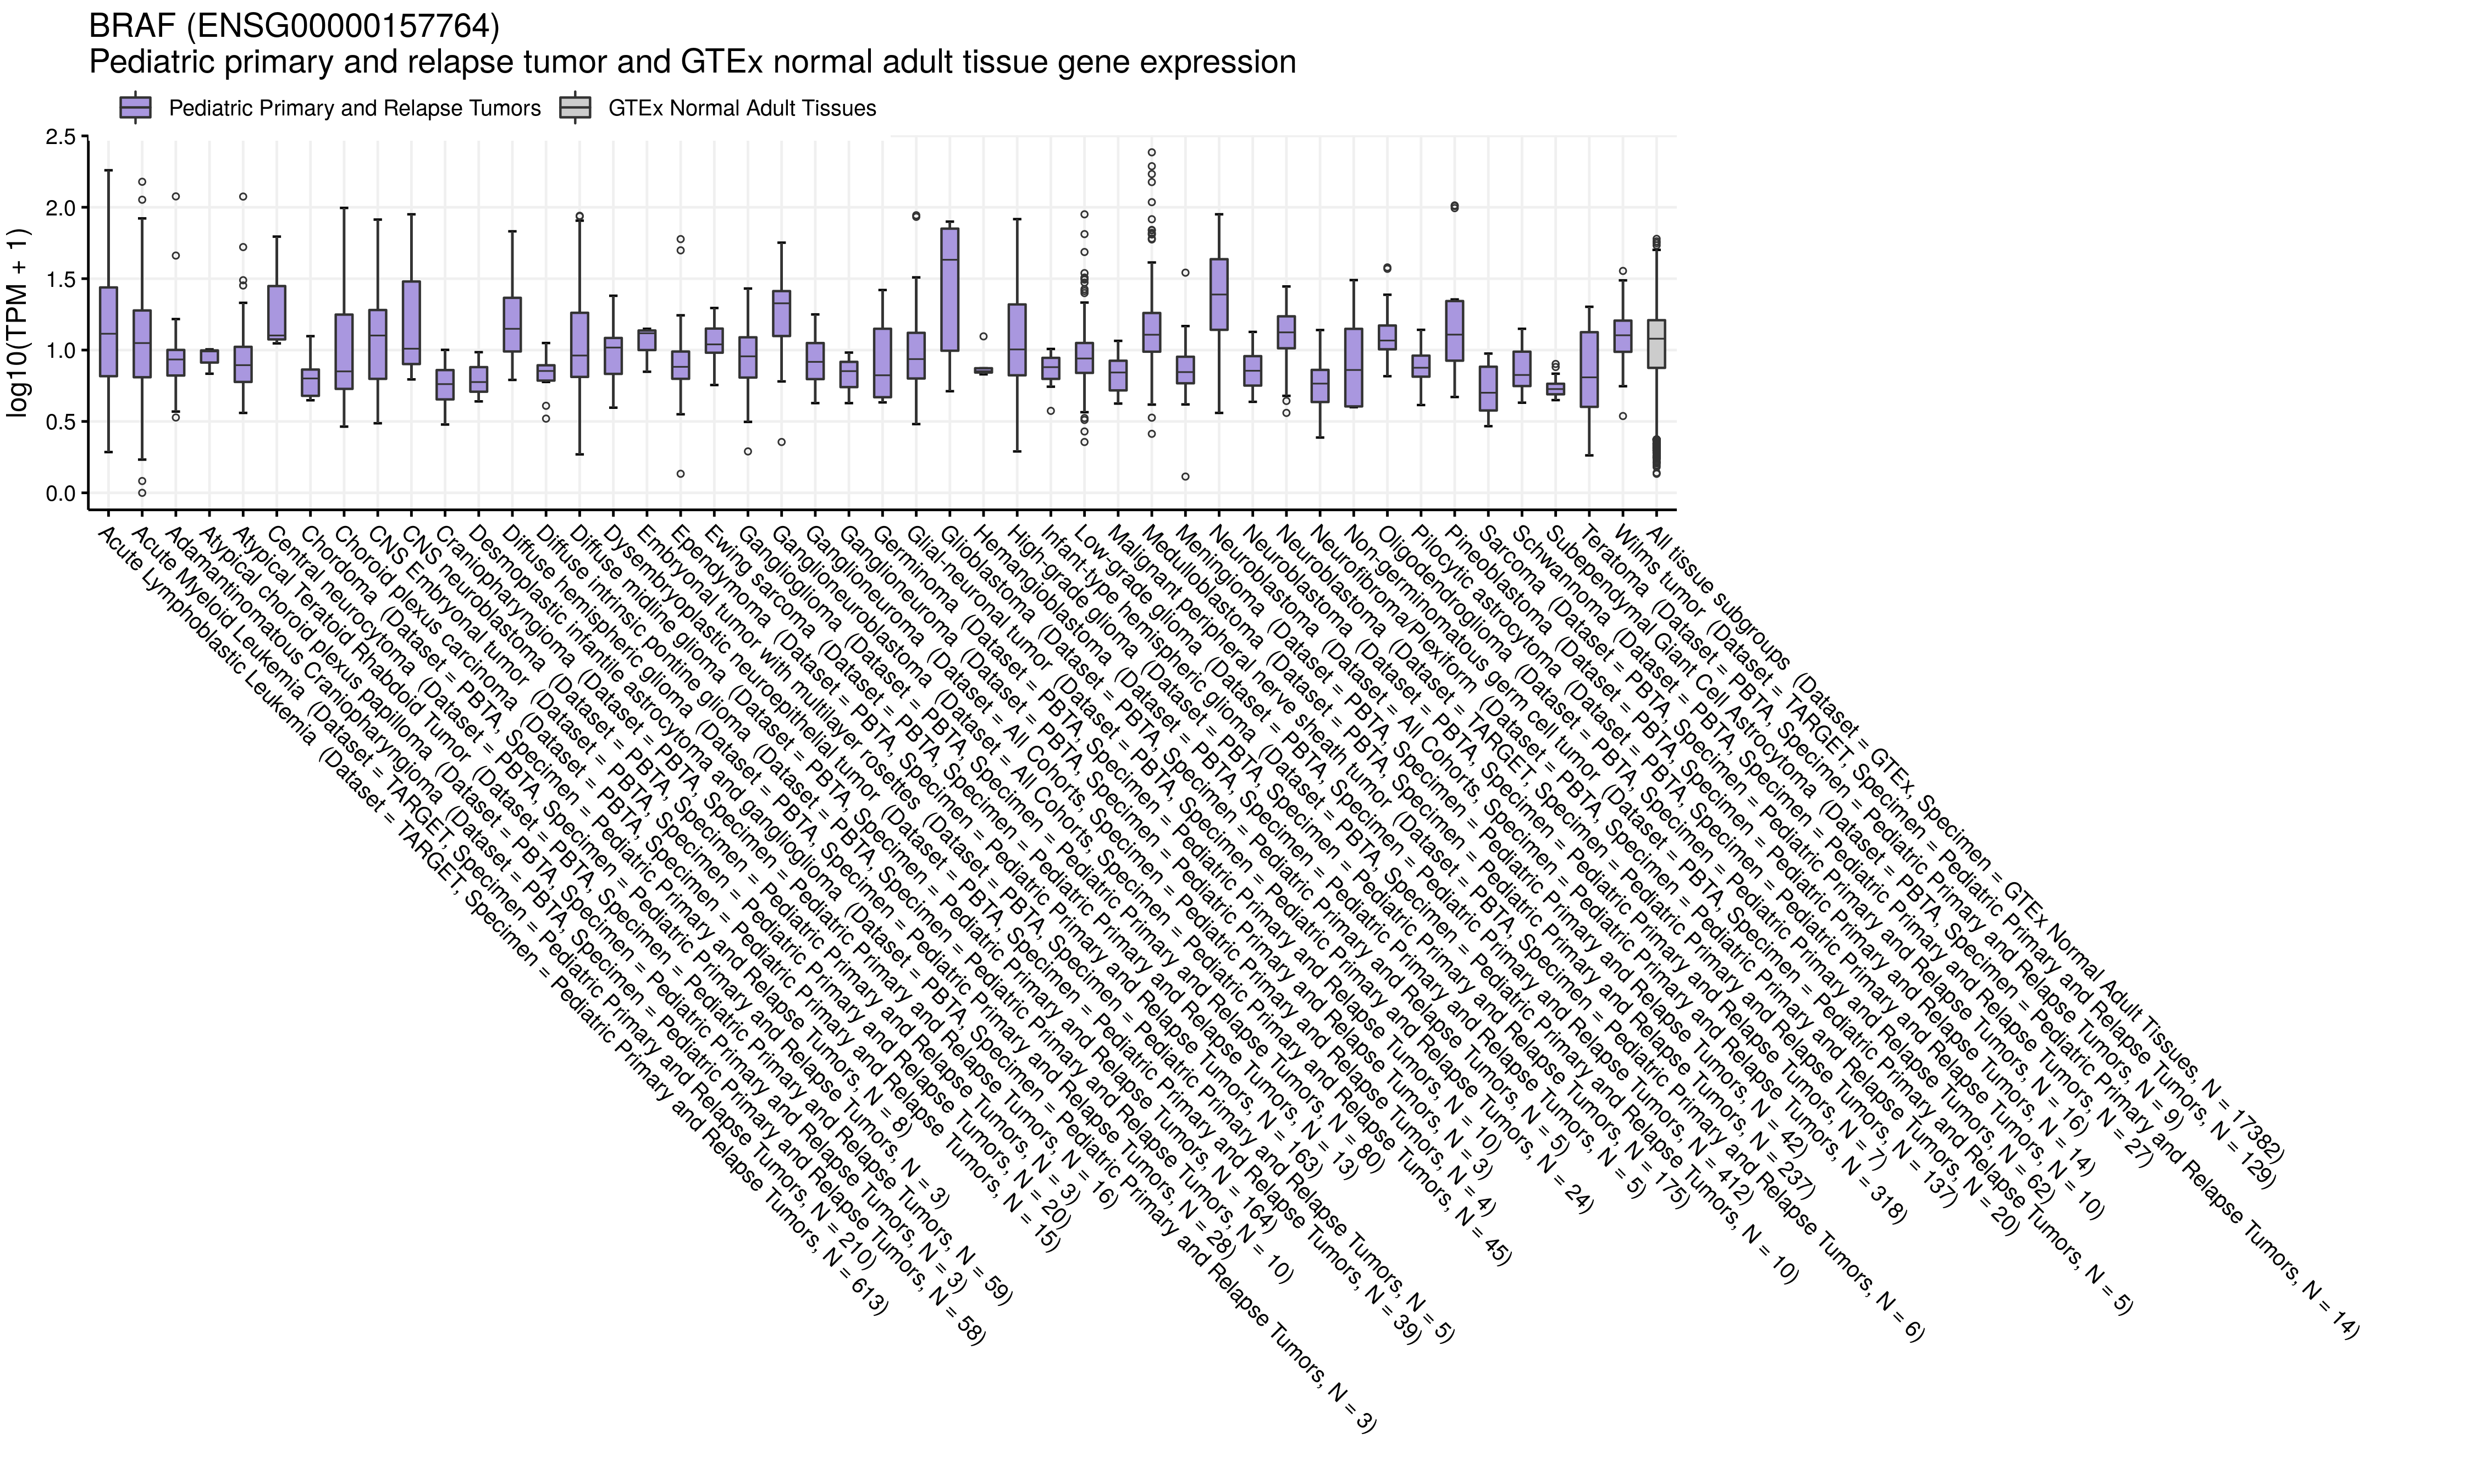 BRAF (ENSG00000157764)
Pediatric primary and relapse tumor and GTEx normal adult tissue gene expression
Pediatric Primary and Relapse Tumors
GTEx Normal Adult Tissues
log10(TPM + 1)
2.5
2.0
1.5
1.0
0.5
0.0
Acute Lymphoblastic Leukemia (Dataset = TARGET, Specimen = Pediatric Primary and Relapse Tumors, N = 613)
Acute Myeloid Leukemia (Dataset = TARGET, Specimen = Pediatric Primary and Relapse Tumors, N = 210)
Adamantinomatous Craniopharyngioma (Dataset = PBTA, Specimen = Pediatric Primary and Relapse Tumors, N = 58)
Atypical choroid plexus papilloma (Dataset = PBTA, Specimen = Pediatric Primary and Relapse Tumors, N = 3)
Atypical Teratoid Rhabdoid Tumor (Dataset = PBTA, Specimen = Pediatric Primary and Relapse Tumors, N = 59)
Central neurocytoma (Dataset = PBTA, Specimen = Pediatric Primary and Relapse Tumors, N = 3)
Chordoma (Dataset = PBTA, Specimen = Pediatric Primary and Relapse Tumors, N = 8)
Choroid plexus carcinoma (Dataset = PBTA, Specimen = Pediatric Primary and Relapse Tumors, N = 15)
CNS Embryonal tumor (Dataset = PBTA, Specimen = Pediatric Primary and Relapse Tumors, N = 20)
CNS neuroblastoma (Dataset = PBTA, Specimen = Pediatric Primary and Relapse Tumors, N = 3)
Craniopharyngioma (Dataset = PBTA, Specimen = Pediatric Primary and Relapse Tumors, N = 16)
Desmoplastic infantile astrocytoma and ganglioglioma (Dataset = PBTA, Specimen = Pediatric Primary and Relapse Tumors, N = 3)
Diffuse hemispheric glioma (Dataset = PBTA, Specimen = Pediatric Primary and Relapse Tumors, N = 28)
Diffuse intrinsic pontine glioma (Dataset = PBTA, Specimen = Pediatric Primary and Relapse Tumors, N = 10)
Diffuse midline glioma (Dataset = PBTA, Specimen = Pediatric Primary and Relapse Tumors, N = 164)
Dysembryoplastic neuroepithelial tumor (Dataset = PBTA, Specimen = Pediatric Primary and Relapse Tumors, N = 39)
Embryonal tumor with multilayer rosettes (Dataset = PBTA, Specimen = Pediatric Primary and Relapse Tumors, N = 5)
Ependymoma (Dataset = PBTA, Specimen = Pediatric Primary and Relapse Tumors, N = 163)
Ewing sarcoma (Dataset = PBTA, Specimen = Pediatric Primary and Relapse Tumors, N = 13)
Ganglioglioma (Dataset = PBTA, Specimen = Pediatric Primary and Relapse Tumors, N = 80)
Ganglioneuroblastoma (Dataset = All Cohorts, Specimen = Pediatric Primary and Relapse Tumors, N = 45)
Ganglioneuroma (Dataset = All Cohorts, Specimen = Pediatric Primary and Relapse Tumors, N = 4)
Ganglioneuroma (Dataset = PBTA, Specimen = Pediatric Primary and Relapse Tumors, N = 3)
Germinoma (Dataset = PBTA, Specimen = Pediatric Primary and Relapse Tumors, N = 10)
Glial-neuronal tumor (Dataset = PBTA, Specimen = Pediatric Primary and Relapse Tumors, N = 24)
Glioblastoma (Dataset = PBTA, Specimen = Pediatric Primary and Relapse Tumors, N = 5)
Hemangioblastoma (Dataset = PBTA, Specimen = Pediatric Primary and Relapse Tumors, N = 5)
High-grade glioma (Dataset = PBTA, Specimen = Pediatric Primary and Relapse Tumors, N = 175)
Infant-type hemispheric glioma (Dataset = PBTA, Specimen = Pediatric Primary and Relapse Tumors, N = 10)
Low-grade glioma (Dataset = PBTA, Specimen = Pediatric Primary and Relapse Tumors, N = 412)
Malignant peripheral nerve sheath tumor (Dataset = PBTA, Specimen = Pediatric Primary and Relapse Tumors, N = 6)
Medulloblastoma (Dataset = PBTA, Specimen = Pediatric Primary and Relapse Tumors, N = 237)
Meningioma (Dataset = PBTA, Specimen = Pediatric Primary and Relapse Tumors, N = 42)
Neuroblastoma (Dataset = All Cohorts, Specimen = Pediatric Primary and Relapse Tumors, N = 318)
Neuroblastoma (Dataset = PBTA, Specimen = Pediatric Primary and Relapse Tumors, N = 7)
Neuroblastoma (Dataset = TARGET, Specimen = Pediatric Primary and Relapse Tumors, N = 137)
Neurofibroma/Plexiform (Dataset = PBTA, Specimen = Pediatric Primary and Relapse Tumors, N = 20)
Non-germinomatous germ cell tumor (Dataset = PBTA, Specimen = Pediatric Primary and Relapse Tumors, N = 5)
Oligodendroglioma (Dataset = PBTA, Specimen = Pediatric Primary and Relapse Tumors, N = 62)
Pilocytic astrocytoma (Dataset = PBTA, Specimen = Pediatric Primary and Relapse Tumors, N = 10)
Pineoblastoma (Dataset = PBTA, Specimen = Pediatric Primary and Relapse Tumors, N = 14)
Sarcoma (Dataset = PBTA, Specimen = Pediatric Primary and Relapse Tumors, N = 16)
Schwannoma (Dataset = PBTA, Specimen = Pediatric Primary and Relapse Tumors, N = 27)
Subependymal Giant Cell Astrocytoma (Dataset = PBTA, Specimen = Pediatric Primary and Relapse Tumors, N = 14)
Teratoma (Dataset = PBTA, Specimen = Pediatric Primary and Relapse Tumors, N = 9)
Wilms tumor (Dataset = TARGET, Specimen = Pediatric Primary and Relapse Tumors, N = 129)
All tissue subgroups (Dataset = GTEx, Specimen = GTEx Normal Adult Tissues, N = 17382)